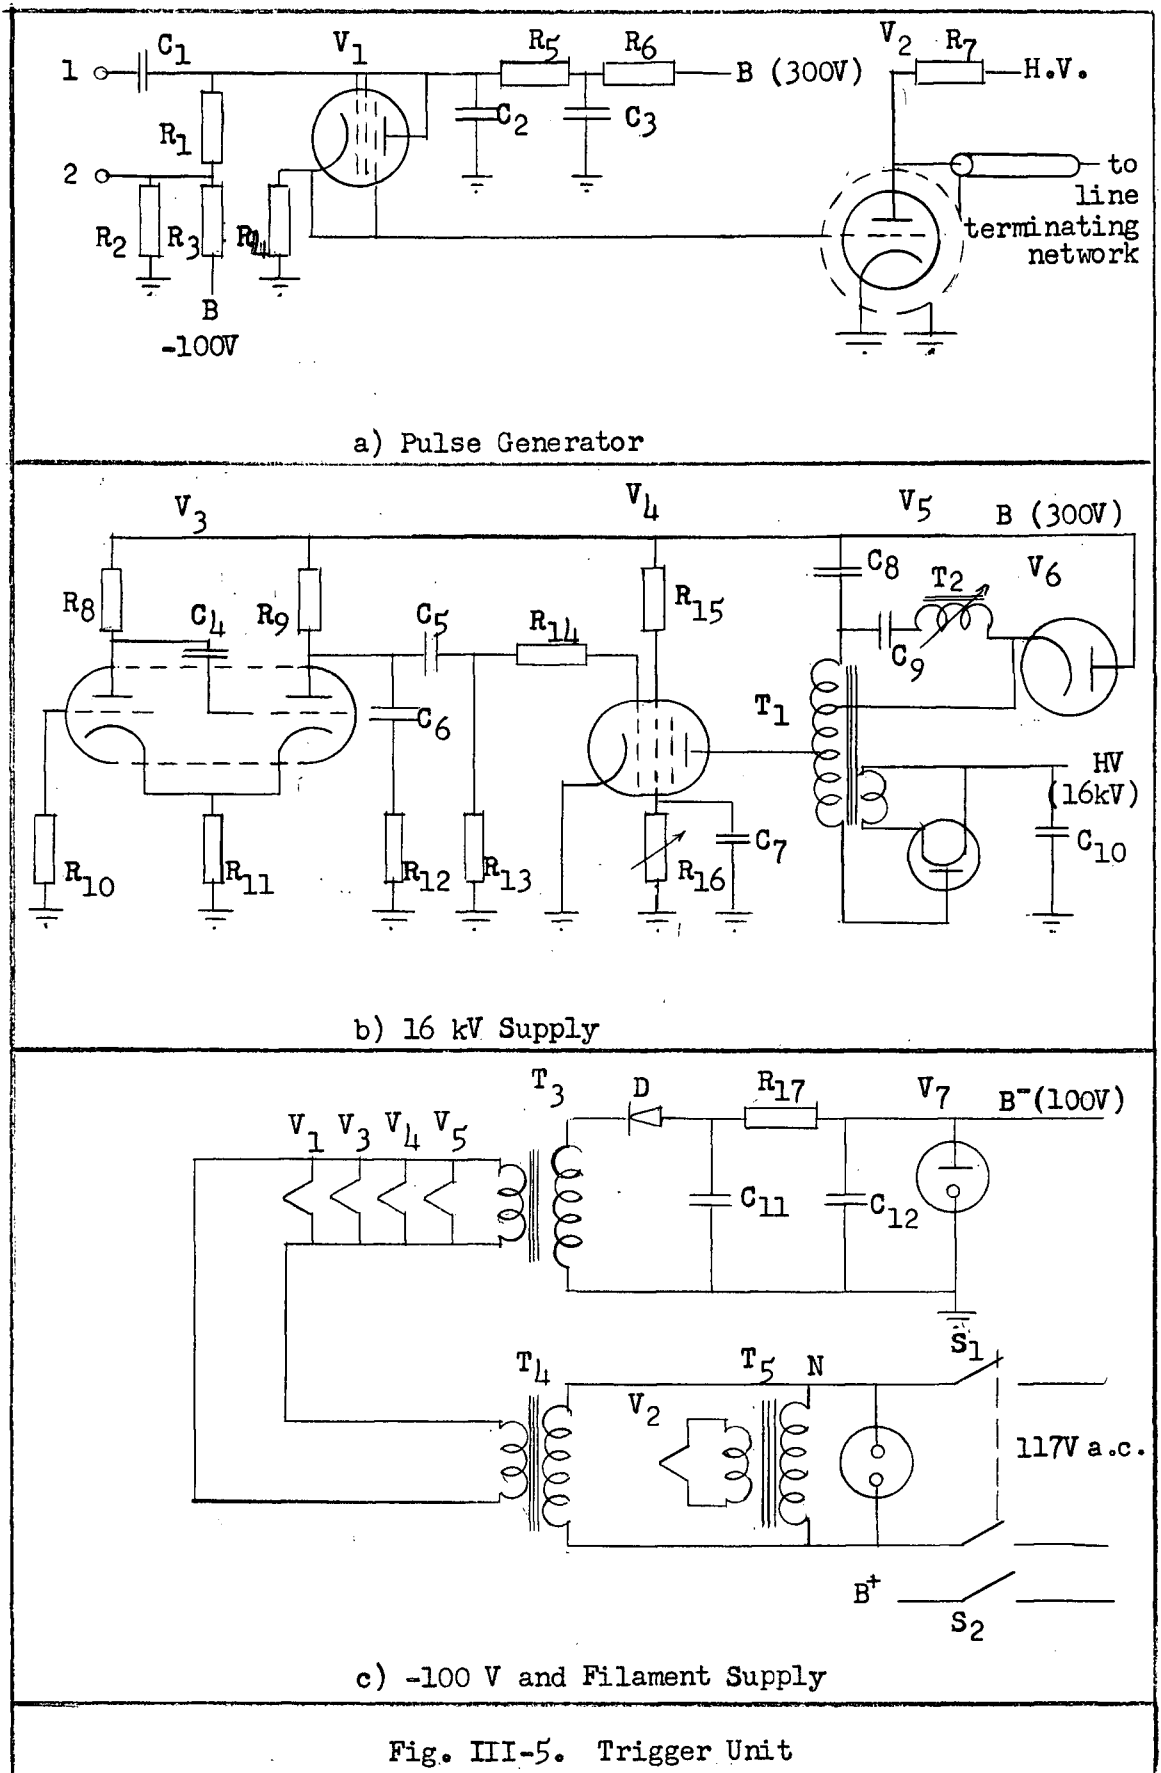 C1 V1 R5 R6 V2 R7
1 B (300V) H.V.
R1 C2 C3
2 to
line
R2 R3 R4 terminating
network
B
-100V
a) Pulse Generator
V3 V4 V5 B (300V)
C8 T2 V6
R8 C4 R9 C5 R14 R15
C9
C6 T1
HV
(16kV)
R10 R11 R12 R13 R16 C7 C10
b) 16 kV Supply
T3 D R17 V7 B-(100V)
V1 V3 V4 V5
C11 C12
S1
T4 T5 N
V2
117V a.c.
B+
S2
c) -100 V and Filament Supply
Fig. III-5. Trigger Unit